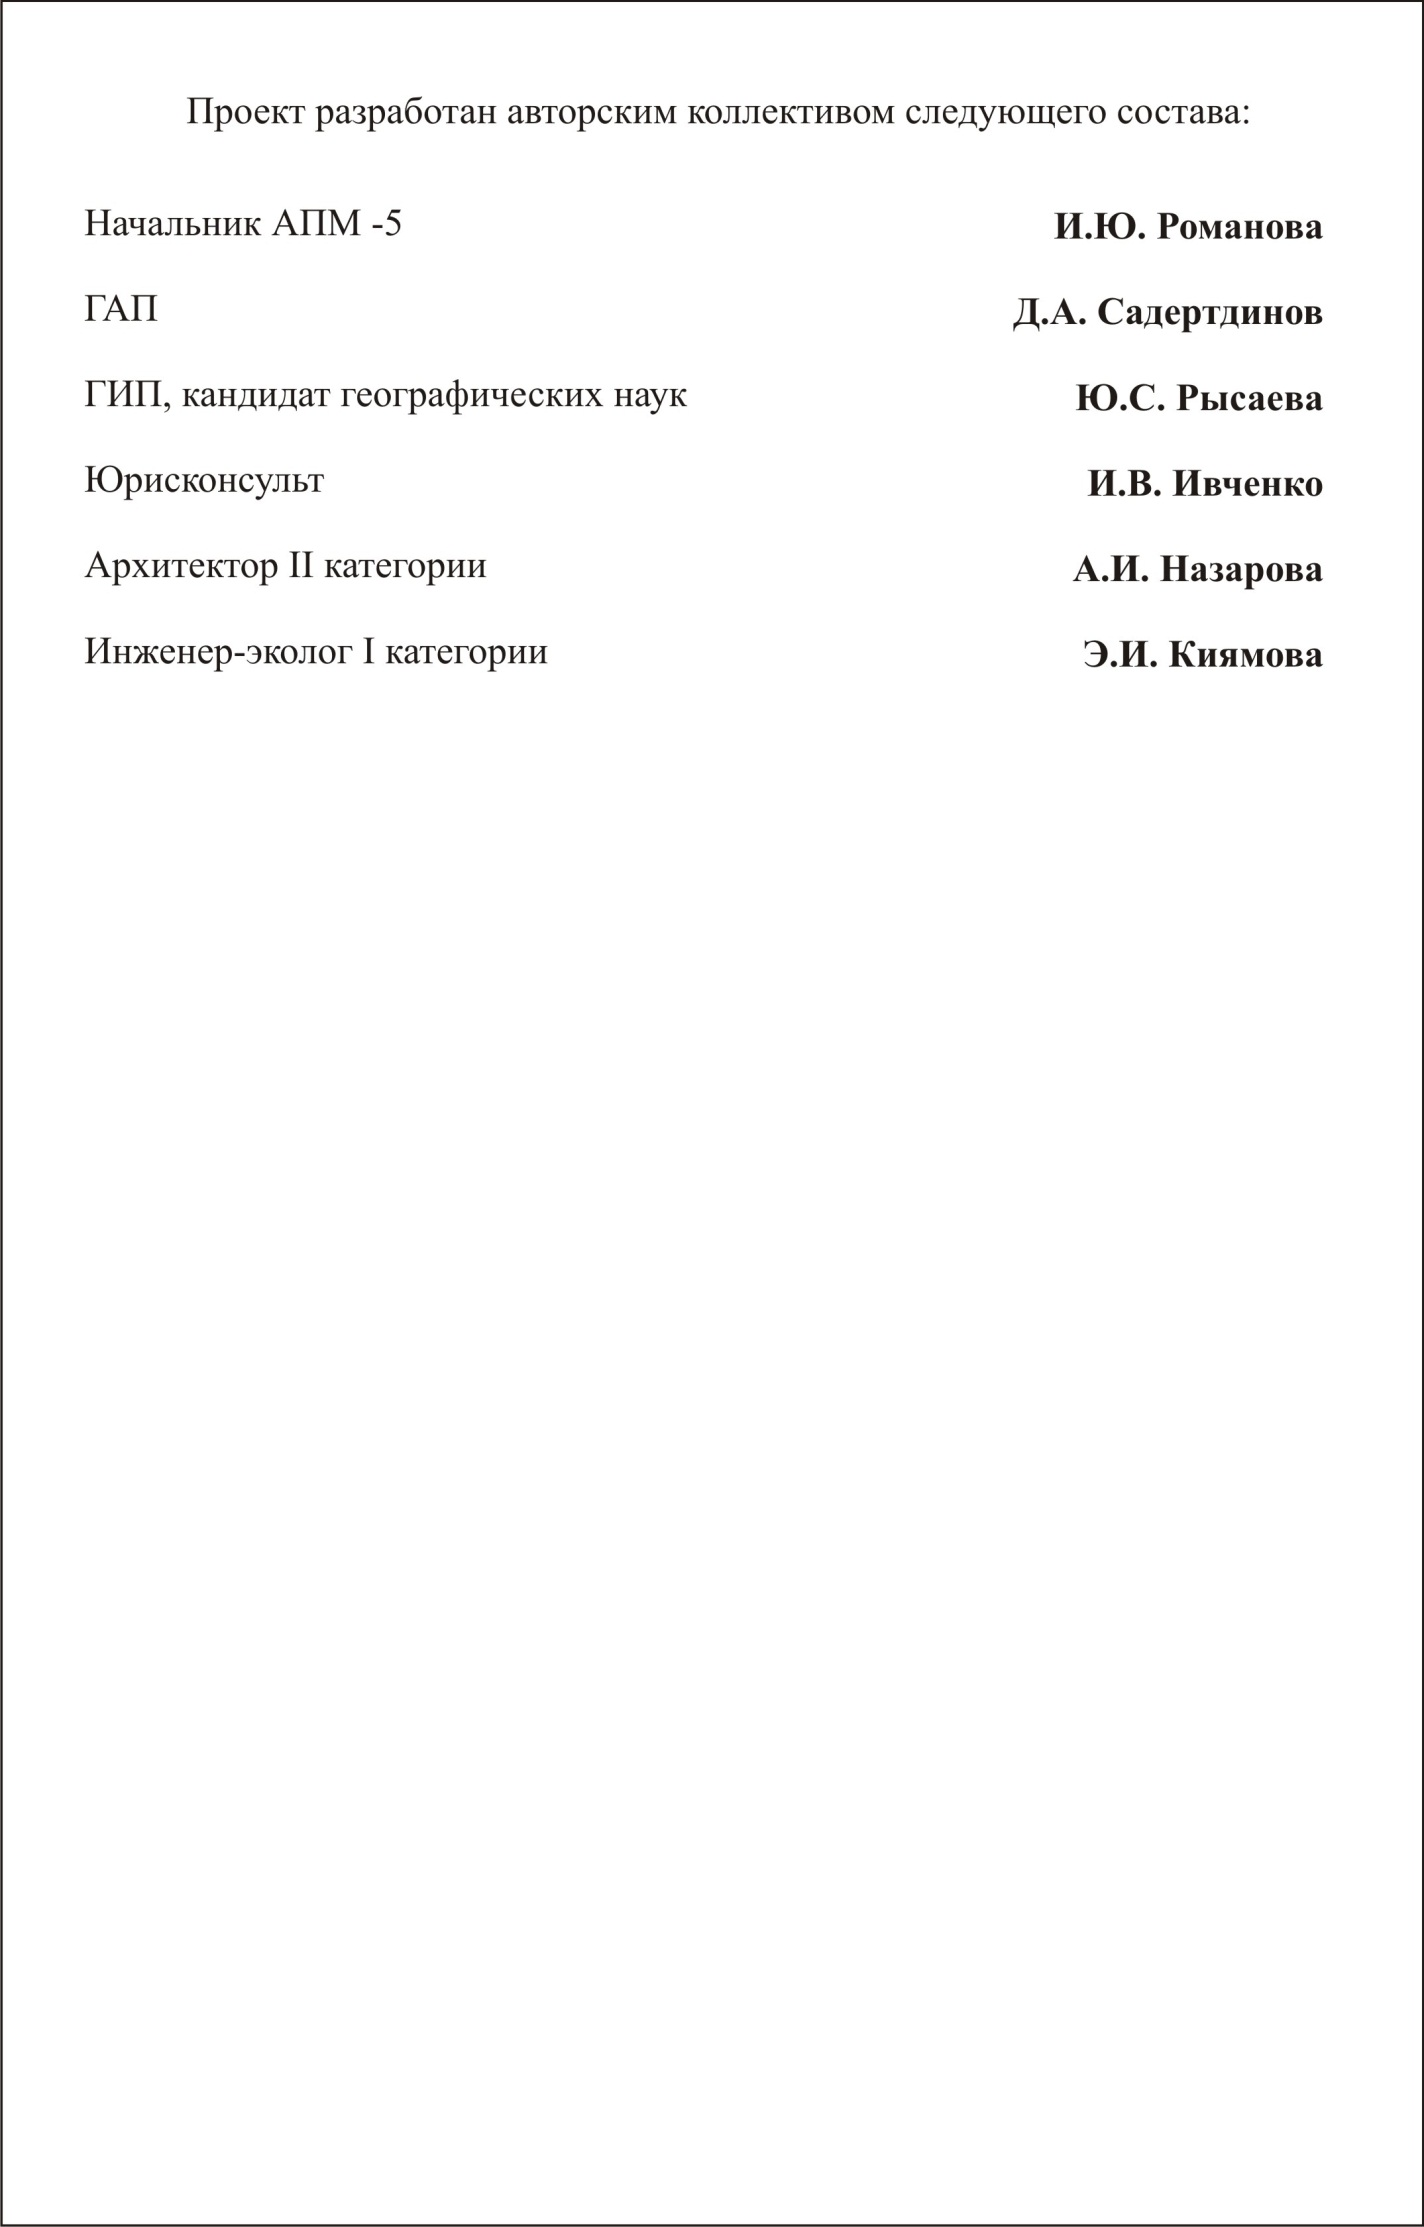 Проект разработан авторским коллективом следующего состава:
Начальник АПМ -5 И.Ю. Романова
ГАП Д.А. Садертдинов
ГИП, кандидат географических наук Ю.С. Рысаева
Юрисконсульт И.В. Ивченко
Архитектор II категории А.И. Назарова
Инженер-эколог I категории Э.И. Киямова